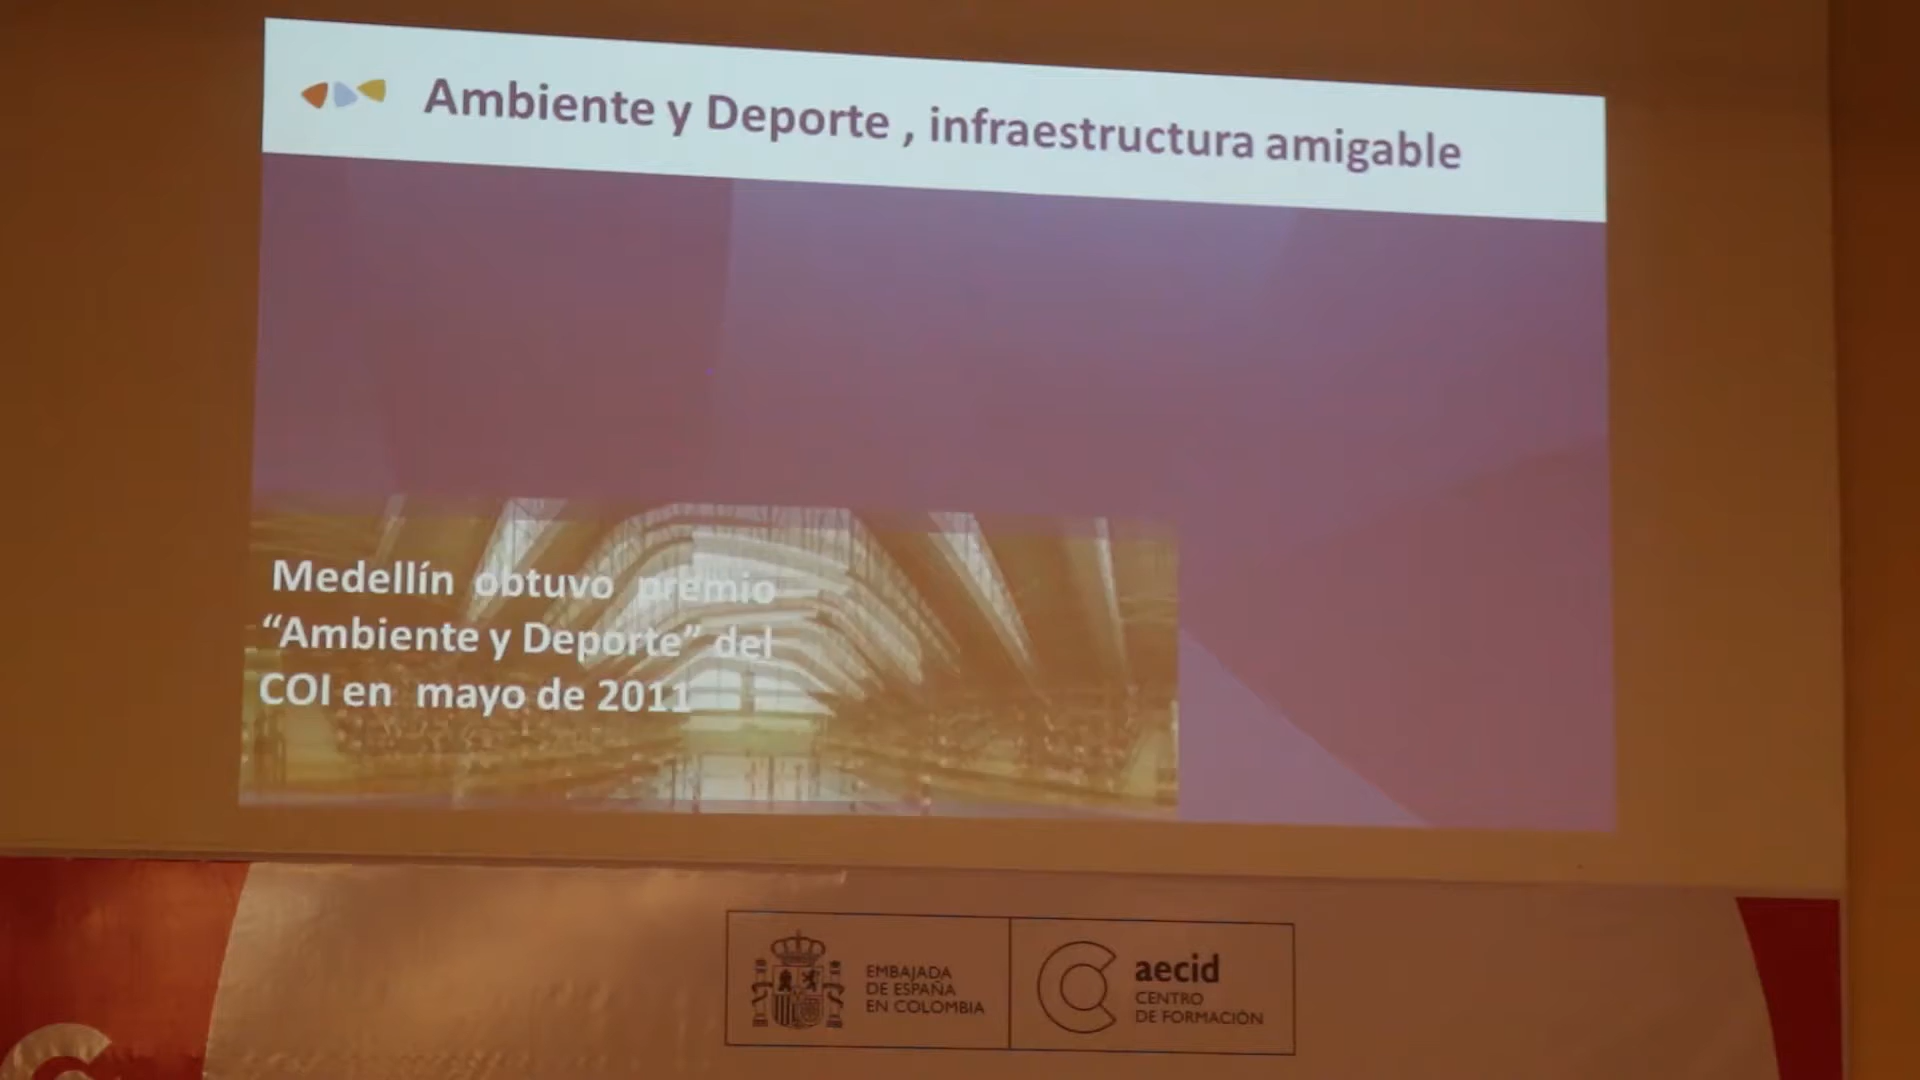 Ambiente y Deporte , infraestructura amigable
Medellín obtuvo premio
“Ambiente y Deporte” del
COI en mayo de 2011
EMBAJADA
DE ESPAÑA
EN COLOMBIA
aecid
CENTRO
DE FORMACIÓN